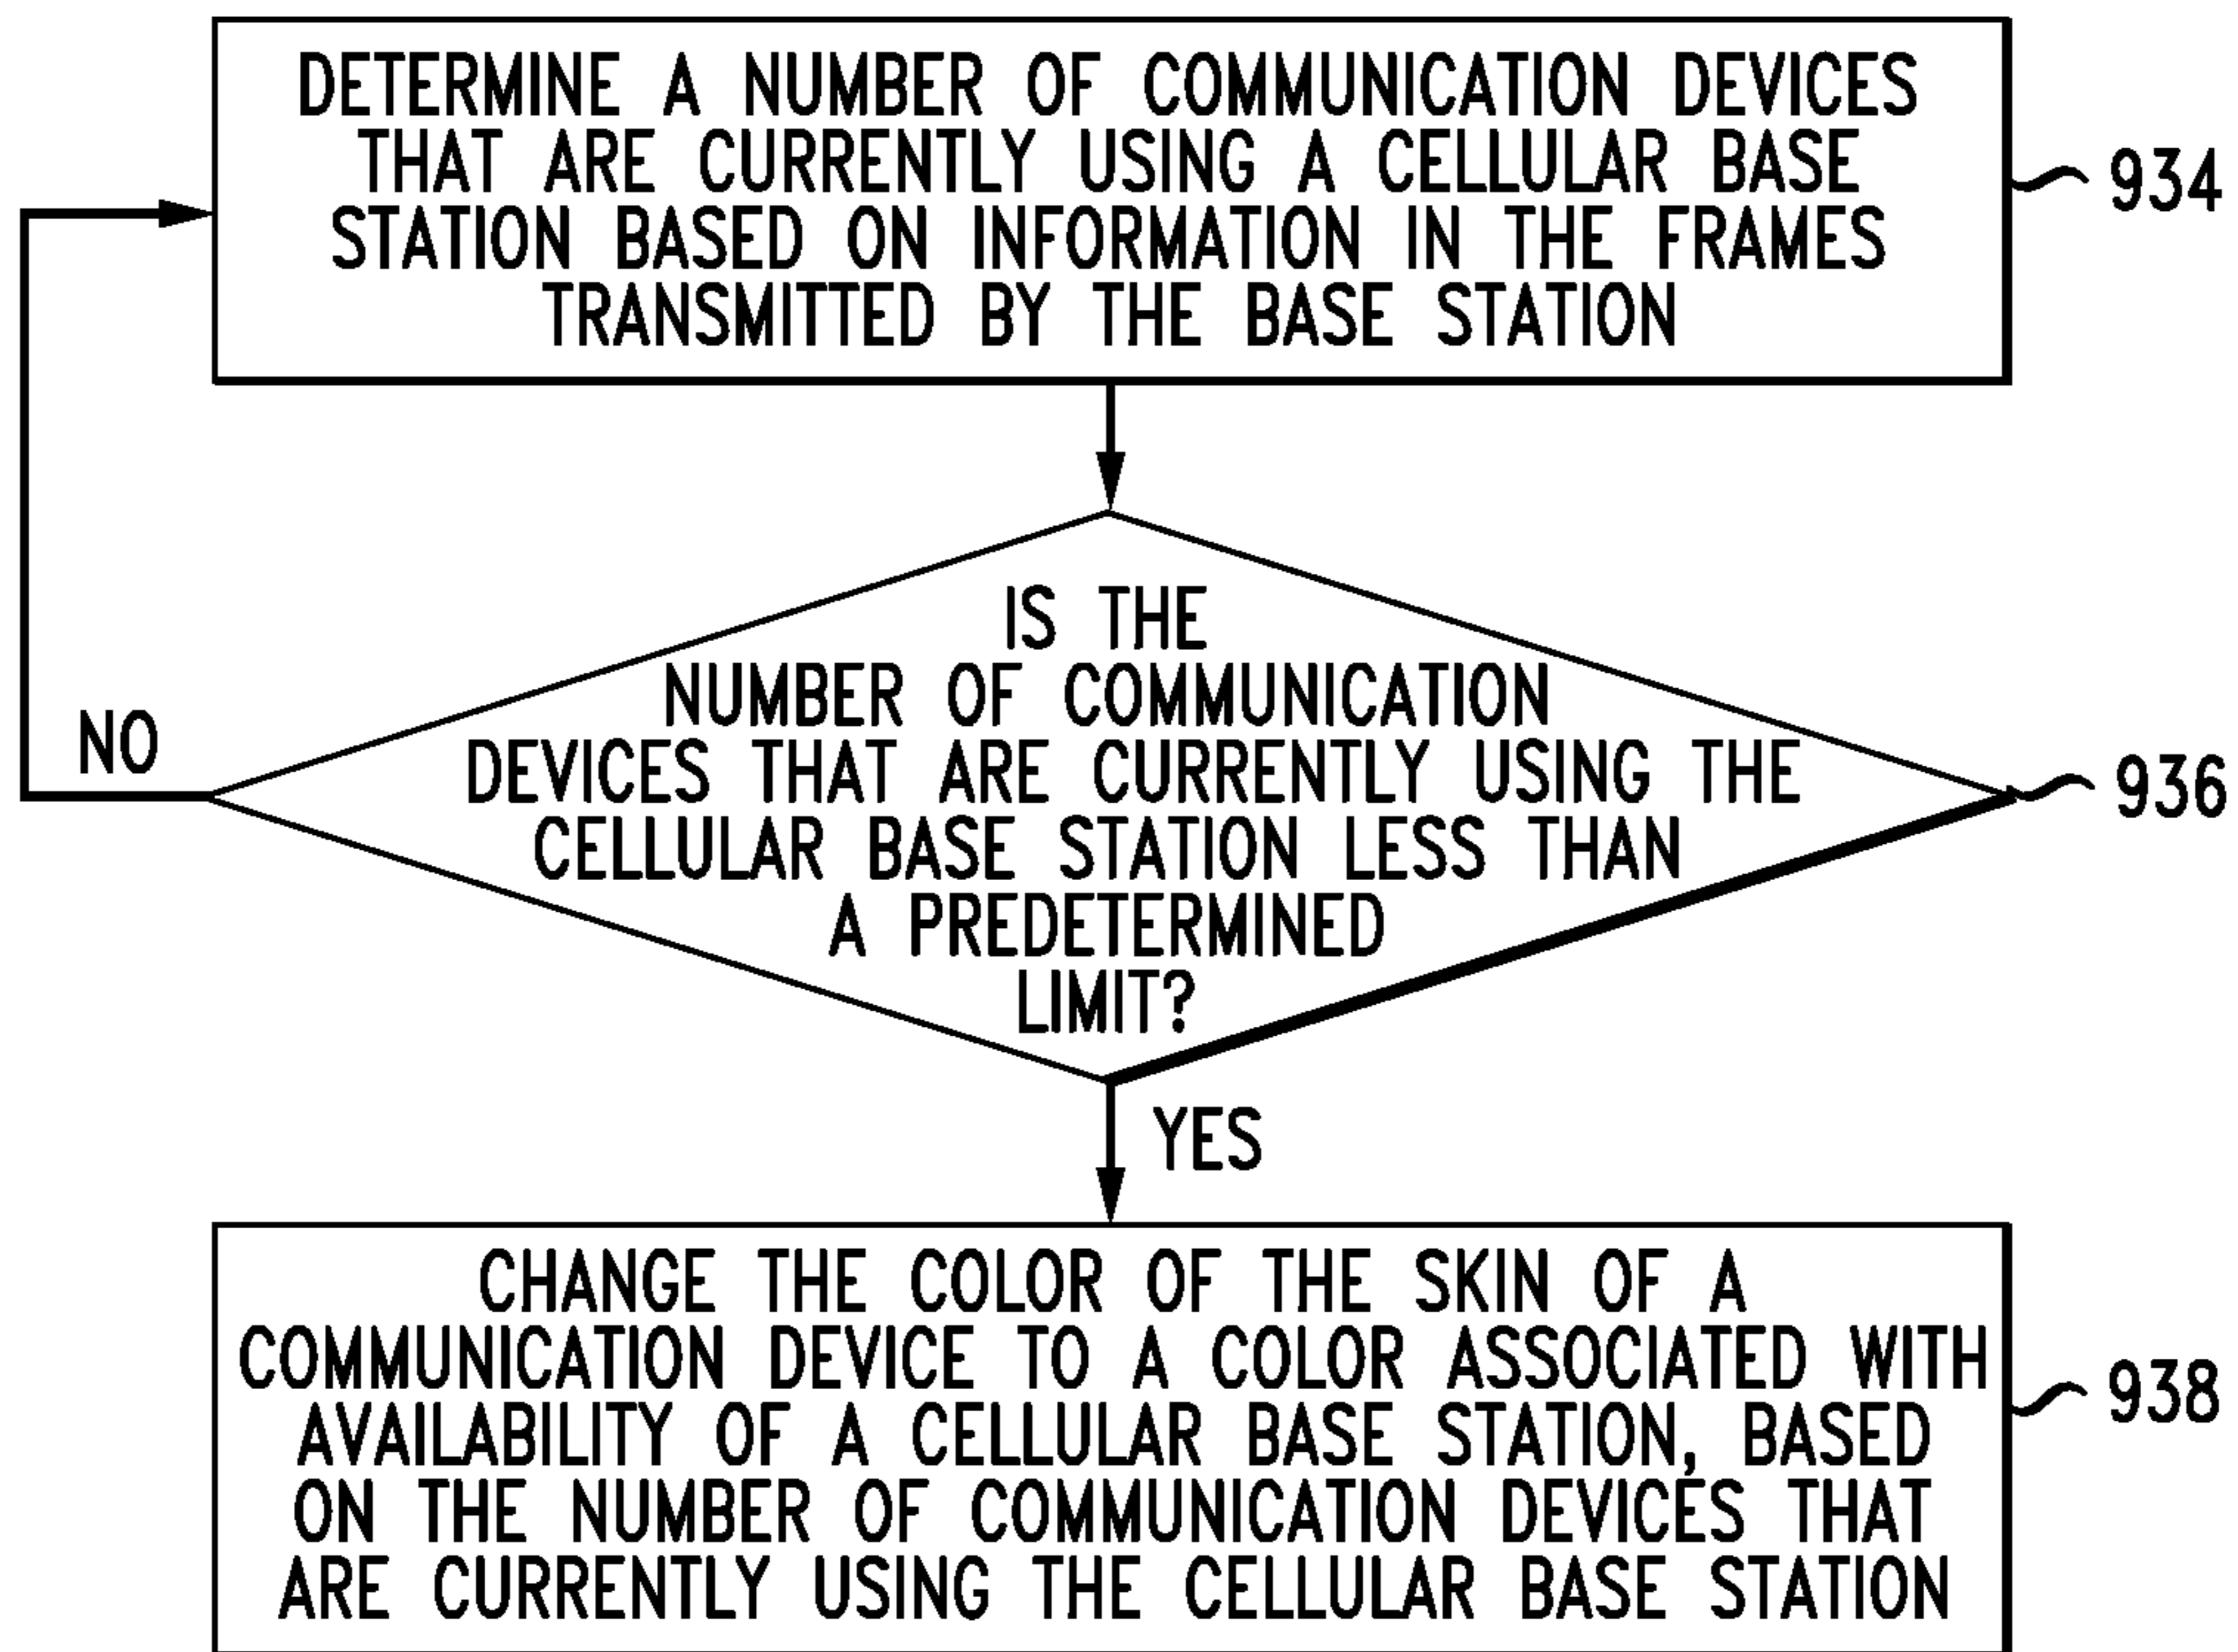 DETERMINE A NUMBER OF COMMUNICATION DEVICES
THAT ARE CURRENTLY USING A CELLULAR BASE
STATION BASED ON INFORMATION IN THE FRAMES
TRANSMITTED BY THE BASE STATION
934
IS THE
NUMBER OF COMMUNICATION
DEVICES THAT ARE CURRENTLY USING THE
CELLULAR BASE STATION LESS THAN
A PREDETERMINED
LIMIT?
NO
936
YES
CHANGE THE COLOR OF THE SKIN OF A
COMMUNICATION DEVICE TO A COLOR ASSOCIATED WITH
AVAILABILITY OF A CELLULAR BASE STATION, BASED
ON THE NUMBER OF COMMUNICATION DEVICES THAT
ARE CURRENTLY USING THE CELLULAR BASE STATION
938